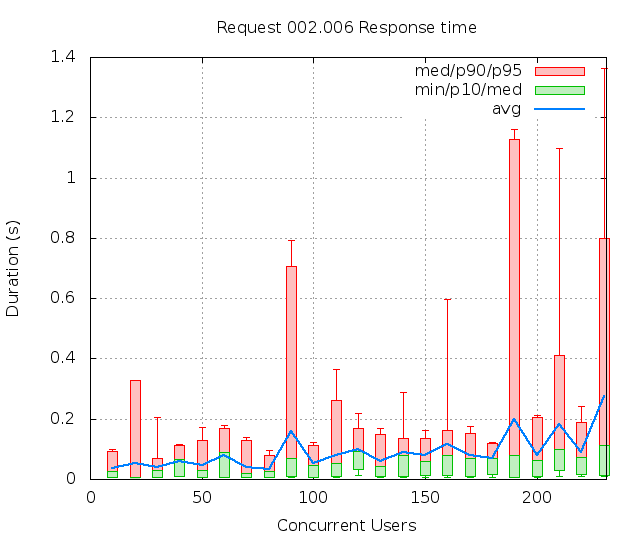 Request 002.006 Response time
med/p90/p95
min/p10/med
avg
Duration (s)
1.4
1.2
1
0.8
0.6
0.4
0.2
0
0 50 100 150 200
Concurrent Users